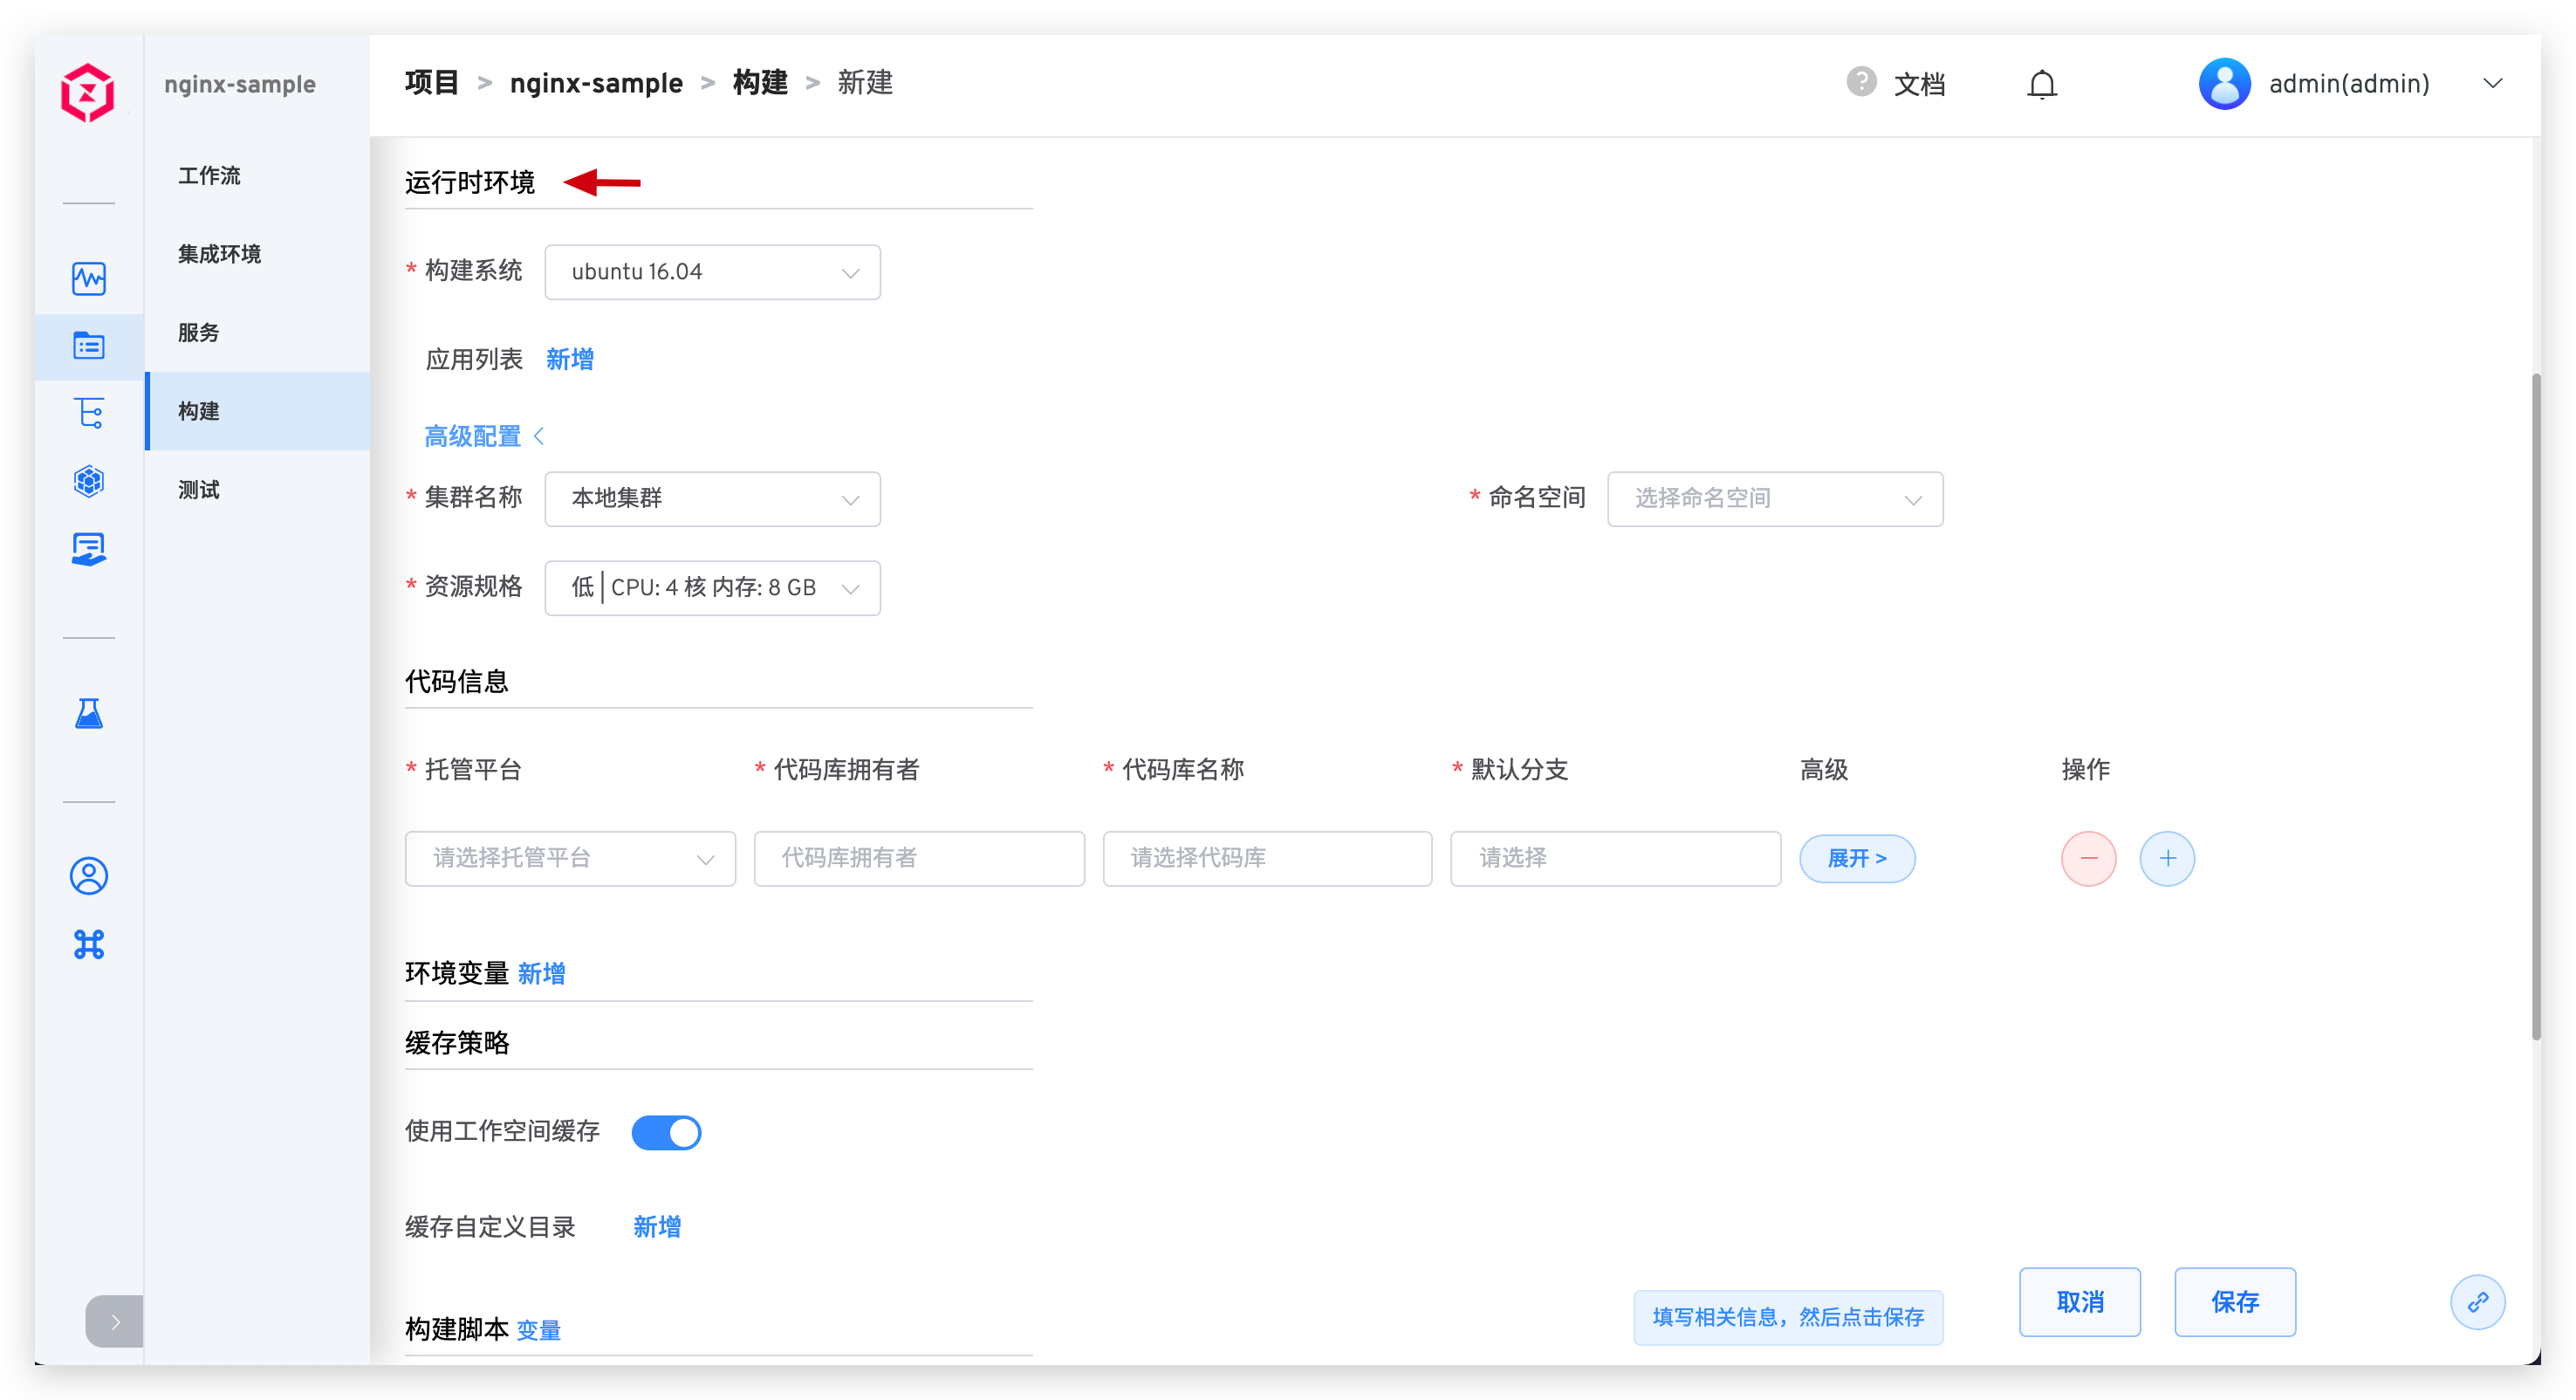 nginx-sample
项目 > nginx-sample > 构建 > 新建
? 文档
admin(admin)
工作流
集成环境
服务
构建
测试
运行时环境
* 构建系统 ubuntu 16.04
应用列表 新增
高级配置 <
* 集群名称 本地集群 * 命名空间 选择命名空间
* 资源规格 低 | CPU: 4 核 内存: 8 GB
代码信息
* 托管平台 * 代码库拥有者 * 代码库名称 * 默认分支 高级 操作
请选择托管平台 代码库拥有者 请选择代码库 请选择 展开 >
环境变量 新增
缓存策略
使用工作空间缓存
缓存自定义目录 新增
构建脚本 变量
填写相关信息，然后点击保存 取消 保存